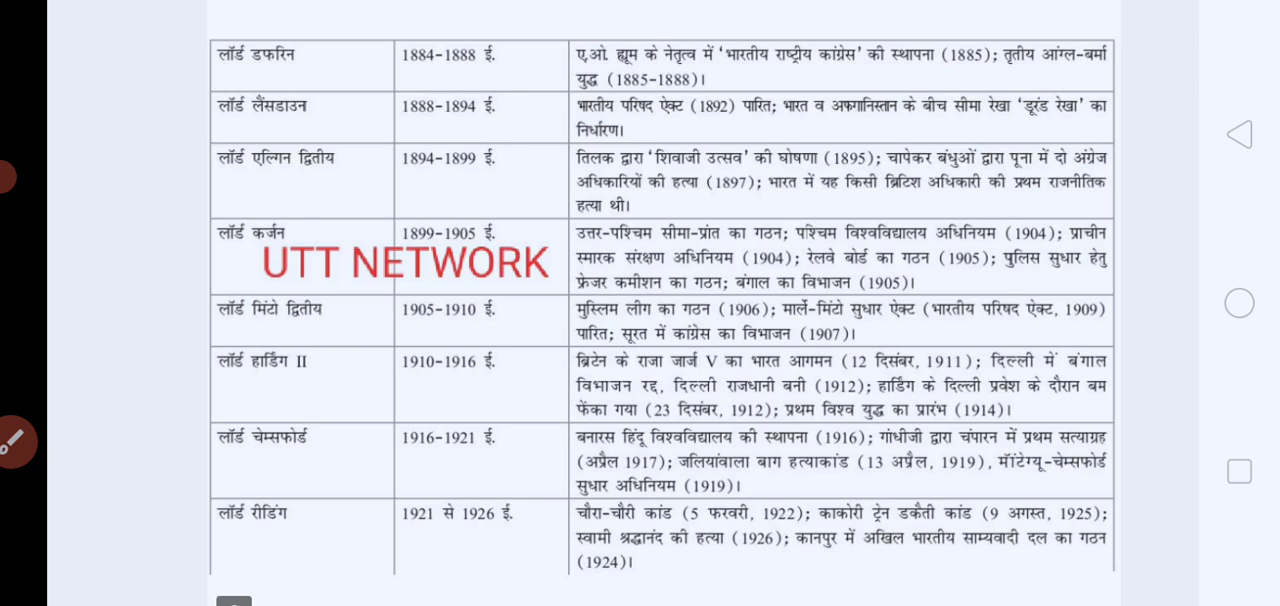 लॉर्ड डफरिन 1884-1888 ई. ए.ओ. ह्यूम के नेतृत्व में 'भारतीय राष्ट्रीय कांग्रेस' की स्थापना (1885); तृतीय आंग्ल-बर्मा
युद्ध (1885-1888)।
लॉर्ड लैंसडाउन 1888-1894 ई. भारतीय परिषद ऐक्ट (1892) पारित; भारत व अफगानिस्तान के बीच सीमा रेखा 'डूरंड रेखा' का
निर्धारण।
लॉर्ड एल्गिन द्वितीय 1894-1899 ई. तिलक द्वारा 'शिवाजी उत्सव' की घोषणा (1895); चापेकर बंधुओं द्वारा पूना में दो अंग्रेज
अधिकारियों की हत्या (1897); भारत में यह किसी ब्रिटिश अधिकारी की प्रथम राजनीतिक
हत्या थी।
लॉर्ड कर्जन 1899-1905 ई. उत्तर-पश्चिम सीमा-प्रांत का गठन; पश्चिम विश्वविद्यालय अधिनियम (1904); प्राचीन
UTT NETWORK स्मारक संरक्षण अधिनियम (1904); रेलवे बोर्ड का गठन (1905); पुलिस सुधार हेतु
फ्रेजर कमीशन का गठन; बंगाल का विभाजन (1905)।
लॉर्ड मिंटो द्वितीय 1905-1910 ई. मुस्लिम लीग का गठन (1906); मार्ले-मिंटो सुधार ऐक्ट (भारतीय परिषद ऐक्ट, 1909)
पारित; सूरत में कांग्रेस का विभाजन (1907)।
लॉर्ड हार्डिंग II 1910-1916 ई. ब्रिटेन के राजा जार्ज V का भारत आगमन (12 दिसंबर, 1911); दिल्ली में बंगाल
विभाजन रद्द, दिल्ली राजधानी बनी (1912); हार्डिंग के दिल्ली प्रवेश के दौरान बम
फेंका गया (23 दिसंबर, 1912); प्रथम विश्व युद्ध का प्रारंभ (1914)।
लॉर्ड चेम्सफोर्ड 1916-1921 ई. बनारस हिंदू विश्वविद्यालय की स्थापना (1916); गांधीजी द्वारा चंपारन में प्रथम सत्याग्रह
(अप्रैल 1917); जलियांवाला बाग हत्याकांड (13 अप्रैल, 1919), मॉंटेग्यू-चेम्सफोर्ड
सुधार अधिनियम (1919)।
लॉर्ड रीडिंग 1921 से 1926 ई. चौरा-चौरी कांड (5 फरवरी, 1922); काकोरी ट्रेन डकैती कांड (9 अगस्त, 1925);
स्वामी श्रद्धानंद की हत्या (1926); कानपुर में अखिल भारतीय साम्यवादी दल का गठन
(1924)।